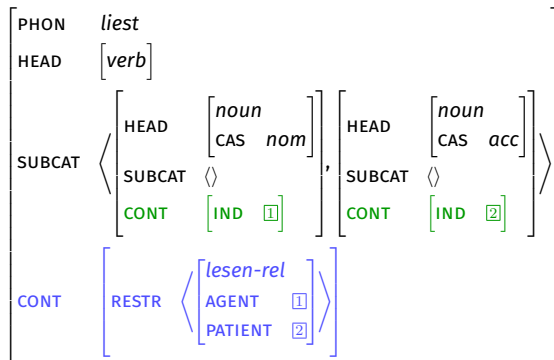 PHON liest
HEAD [verb]
SUBCAT ⟨[HEAD [noun CAS nom] SUBCAT ⟨⟩ CONT [IND 1]], [HEAD [noun CAS acc] SUBCAT ⟨⟩ CONT [IND 2]]⟩
CONT [RESTR ⟨[lesen-rel
AGENT 1
PATIENT 2]⟩]